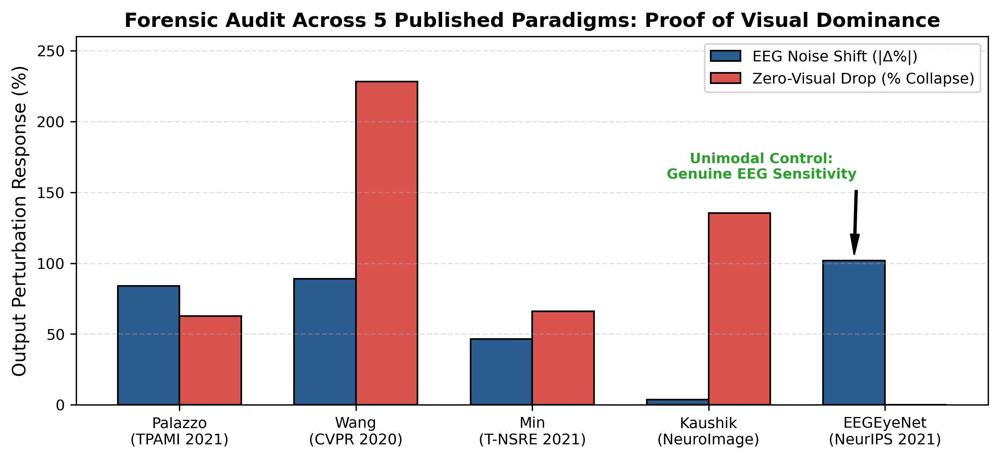 Forensic Audit Across 5 Published Paradigms: Proof of Visual Dominance
Output Perturbation Response (%)
250
200
150
100
50
0
EEG Noise Shift (|Δ%|)
Zero-Visual Drop (% Collapse)
Unimodal Control:
Genuine EEG Sensitivity
Palazzo
(TPAMI 2021)
Wang
(CVPR 2020)
Min
(T-NSRE 2021)
Kaushik
(NeuroImage)
EEGEyeNet
(NeurIPS 2021)